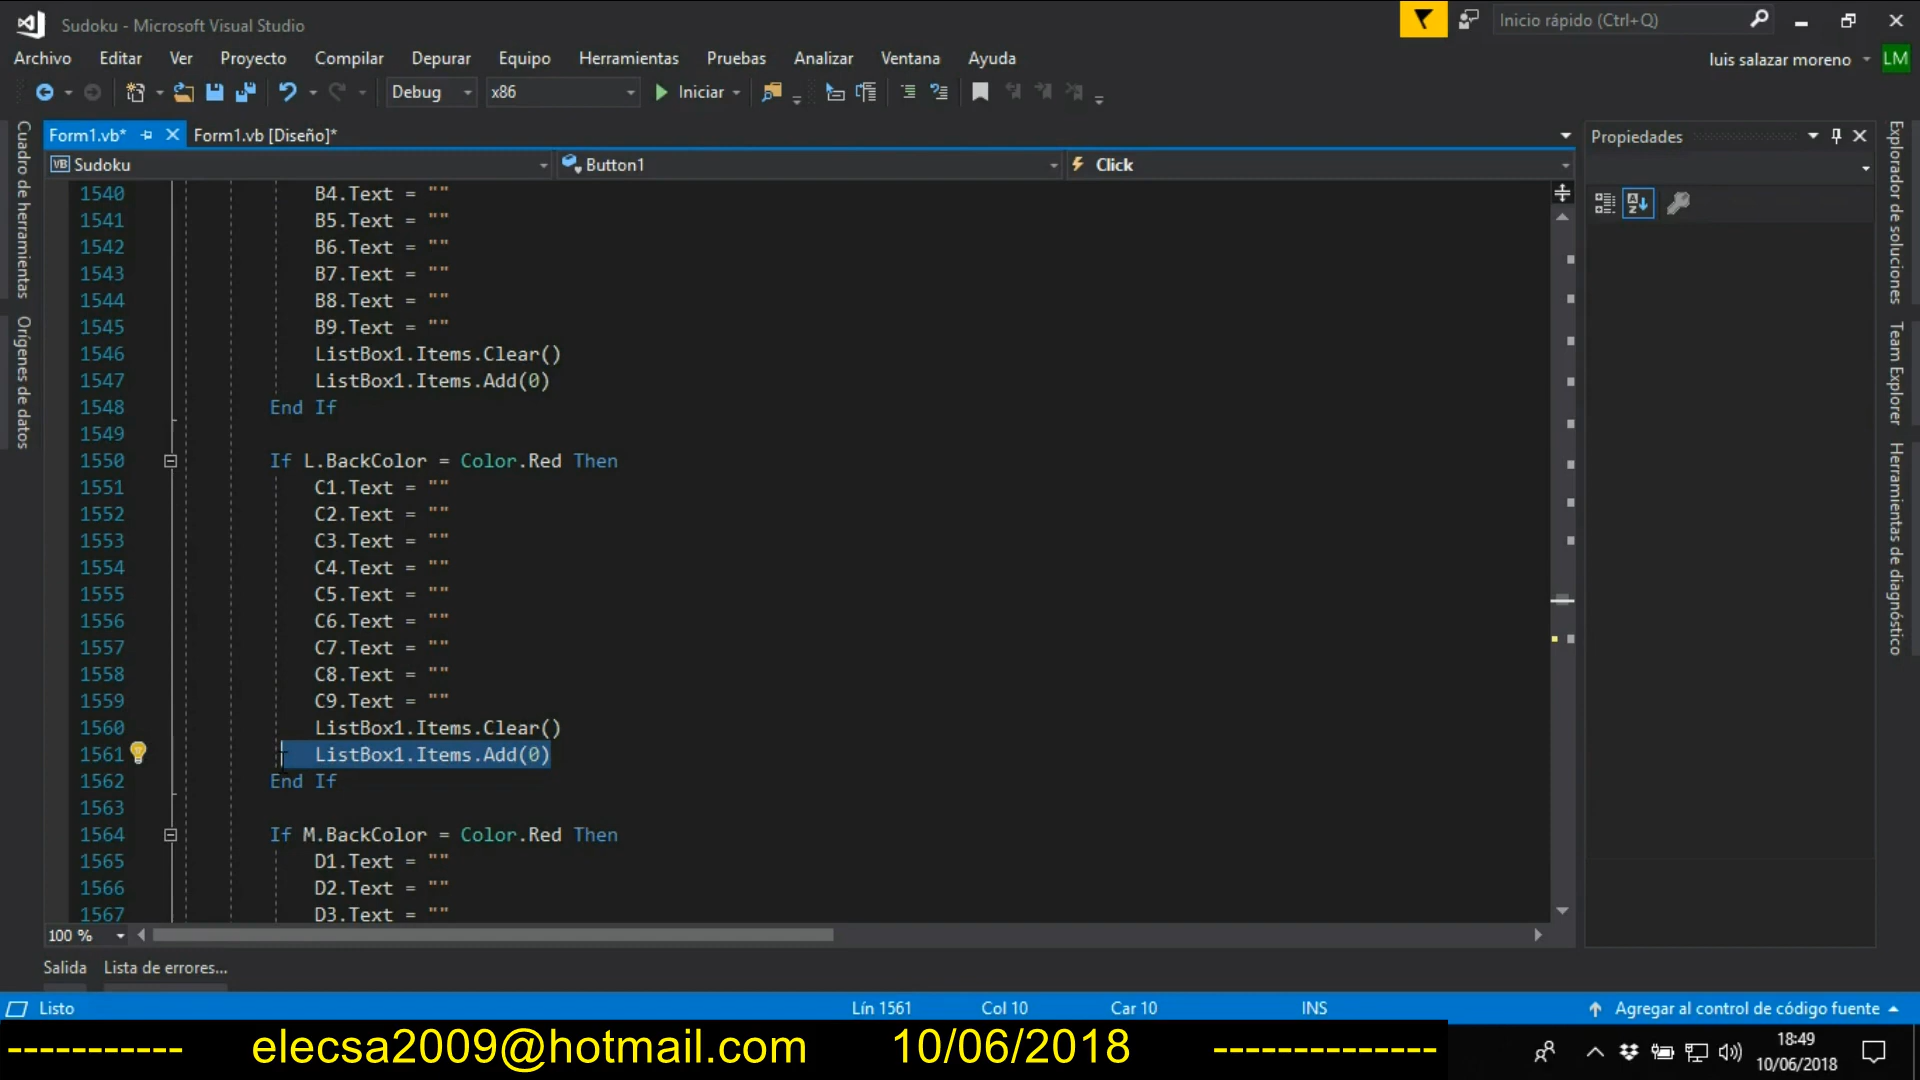 Sudoku - Microsoft Visual Studio
Inicio rápido (Ctrl+Q)
Archivo Editar Ver Proyecto Compilar Depurar Equipo Herramientas Pruebas Analizar Ventana Ayuda
luis salazar moreno LM
Debug x86 Iniciar
Form1.vb* Form1.vb [Diseño]*
Propiedades
VB Sudoku Button1 Click
Cuadro de herramientas
Orígenes de datos
Explorador de soluciones
Team Explorer
Herramientas de diagnóstico
1540 B4.Text = ""
1541 B5.Text = ""
1542 B6.Text = ""
1543 B7.Text = ""
1544 B8.Text = ""
1545 B9.Text = ""
1546 ListBox1.Items.Clear()
1547 ListBox1.Items.Add(0)
1548 End If
1549
1550 If L.BackColor = Color.Red Then
1551 C1.Text = ""
1552 C2.Text = ""
1553 C3.Text = ""
1554 C4.Text = ""
1555 C5.Text = ""
1556 C6.Text = ""
1557 C7.Text = ""
1558 C8.Text = ""
1559 C9.Text = ""
1560 ListBox1.Items.Clear()
1561 ListBox1.Items.Add(0)
1562 End If
1563
1564 If M.BackColor = Color.Red Then
1565 D1.Text = ""
1566 D2.Text = ""
1567 D3.Text = ""
100 %
Salida Lista de errores...
Listo Lín 1561 Col 10 Car 10 INS Agregar al control de código fuente
----------- elecsa2009@hotmail.com 10/06/2018 --------------
18:49
10/06/2018